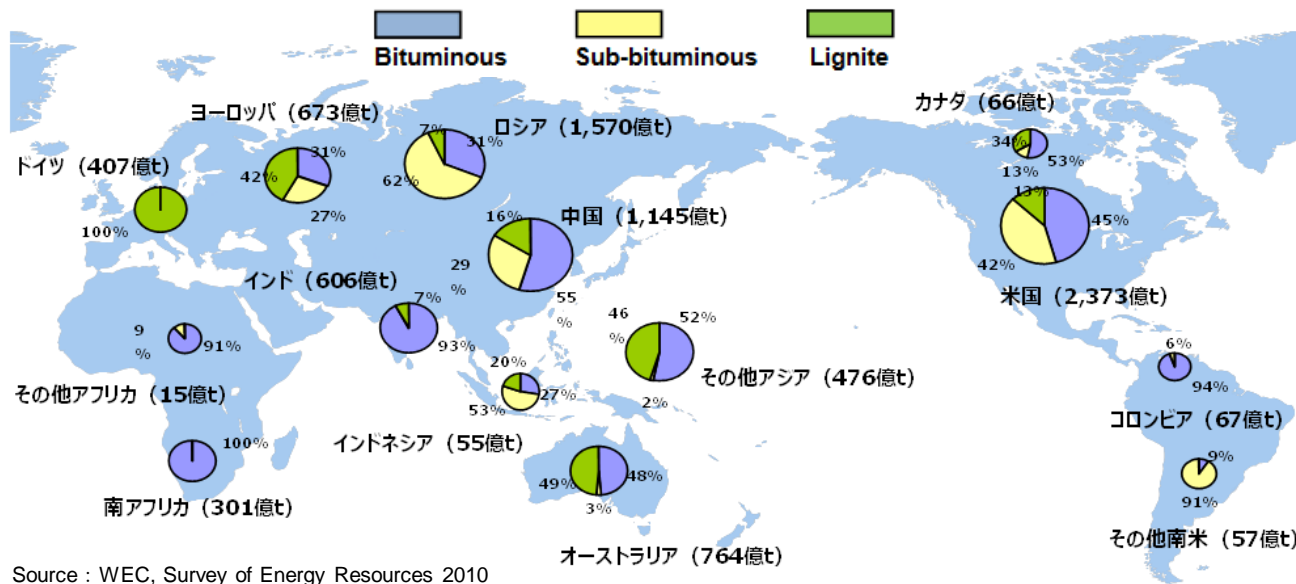 Bituminous
Sub-bituminous
Lignite
ヨーロッパ（673億t）
31%
42%
27%
ロシア（1,570億t）
7%
31%
62%
カナダ（66億t）
34%
53%
13%
ドイツ（407億t）
100%
中国（1,145億t）
16%
29
%
55
%
米国（2,373億t）
13%
45%
42%
インド（606億t）
7%
93%
その他アジア（476億t）
46
%
52%
2%
その他アフリカ（15億t）
9
%
91%
インドネシア（55億t）
20%
27%
53%
コロンビア（67億t）
6%
94%
南アフリカ（301億t）
100%
オーストラリア（764億t）
49%
48%
3%
その他南米（57億t）
9%
91%
Source : WEC, Survey of Energy Resources 2010